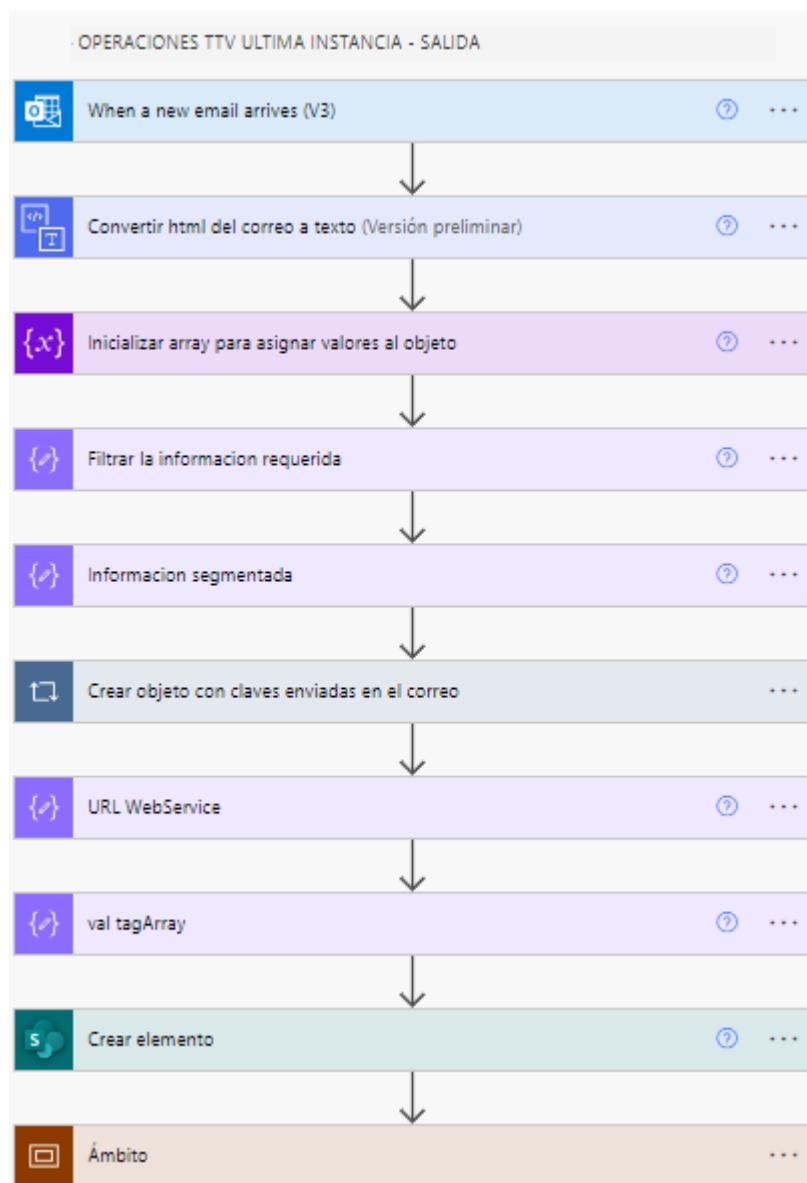 · OPERACIONES TTV ULTIMA INSTANCIA - SALIDA
When a new email arrives (V3)
Convertir html del correo a texto (Versión preliminar)
Inicializar array para asignar valores al objeto
Filtrar la informacion requerida
Informacion segmentada
Crear objeto con claves enviadas en el correo
URL WebService
val tagArray
Crear elemento
Ámbito